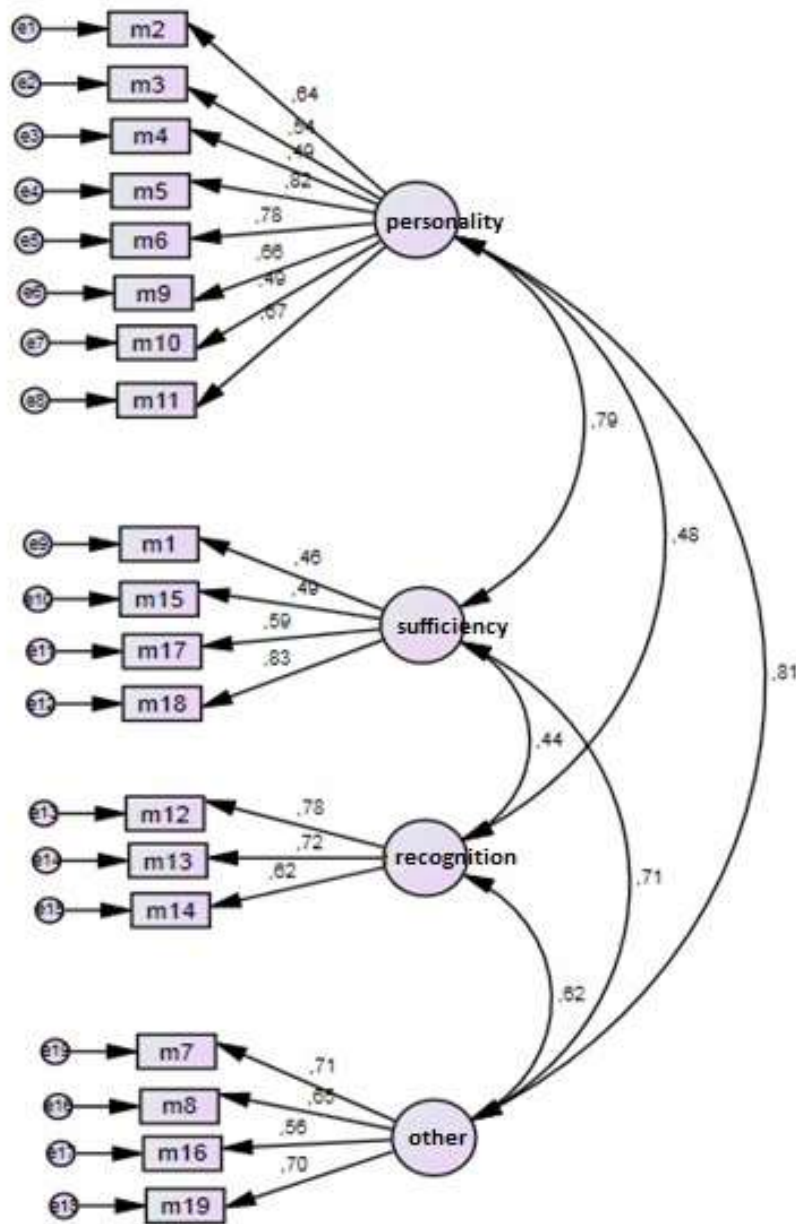 e1 m2
.64
e2 m3
.54
e3 m4
.49
e4 m5
.82
personality
e5 m6
.78
e6 m9
.66
e7 m10
.49
e8 m11
.67
.79
.48
e9 m1
.46
e10 m15
.49
sufficiency
e11 m17
.59
e12 m18
.83
.81
.44
e13 m12
.78
e14 m13
.72
recognition
m14
.62
.71
.62
m7
.71
e16 m8
.65
e17 m16
.56
other
m19
.70